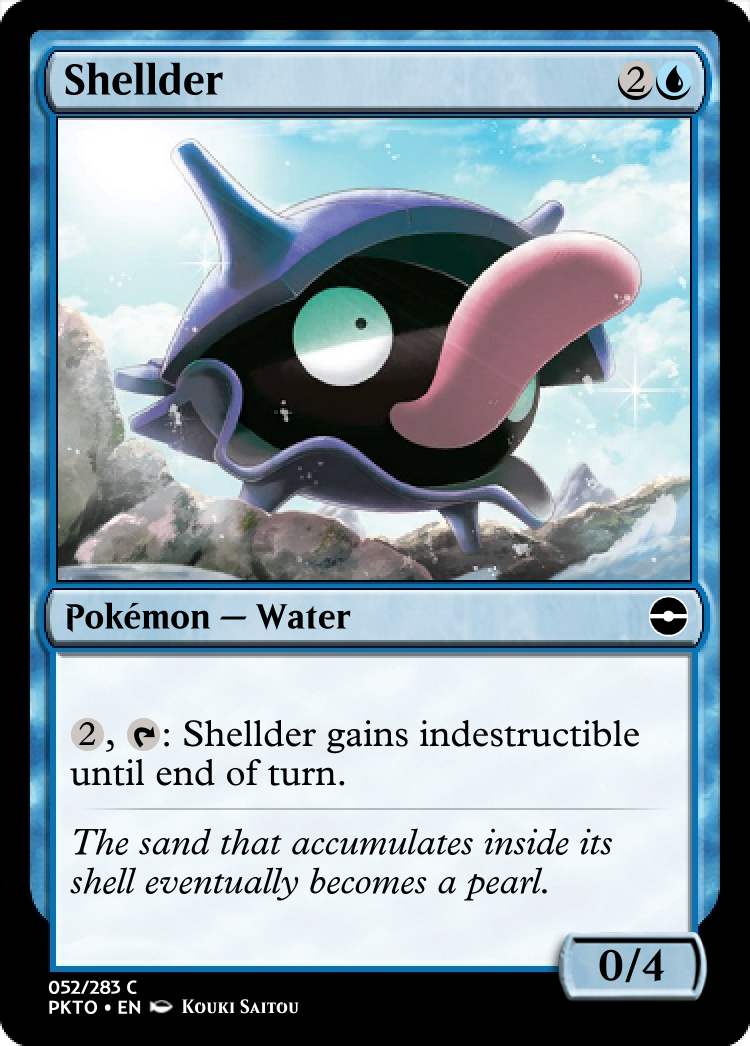 Shellder 2
Pokémon — Water
2, : Shellder gains indestructible
until end of turn.
The sand that accumulates inside its
shell eventually becomes a pearl.
0/4
052/283 C
PKTO • EN Kouki Saitou